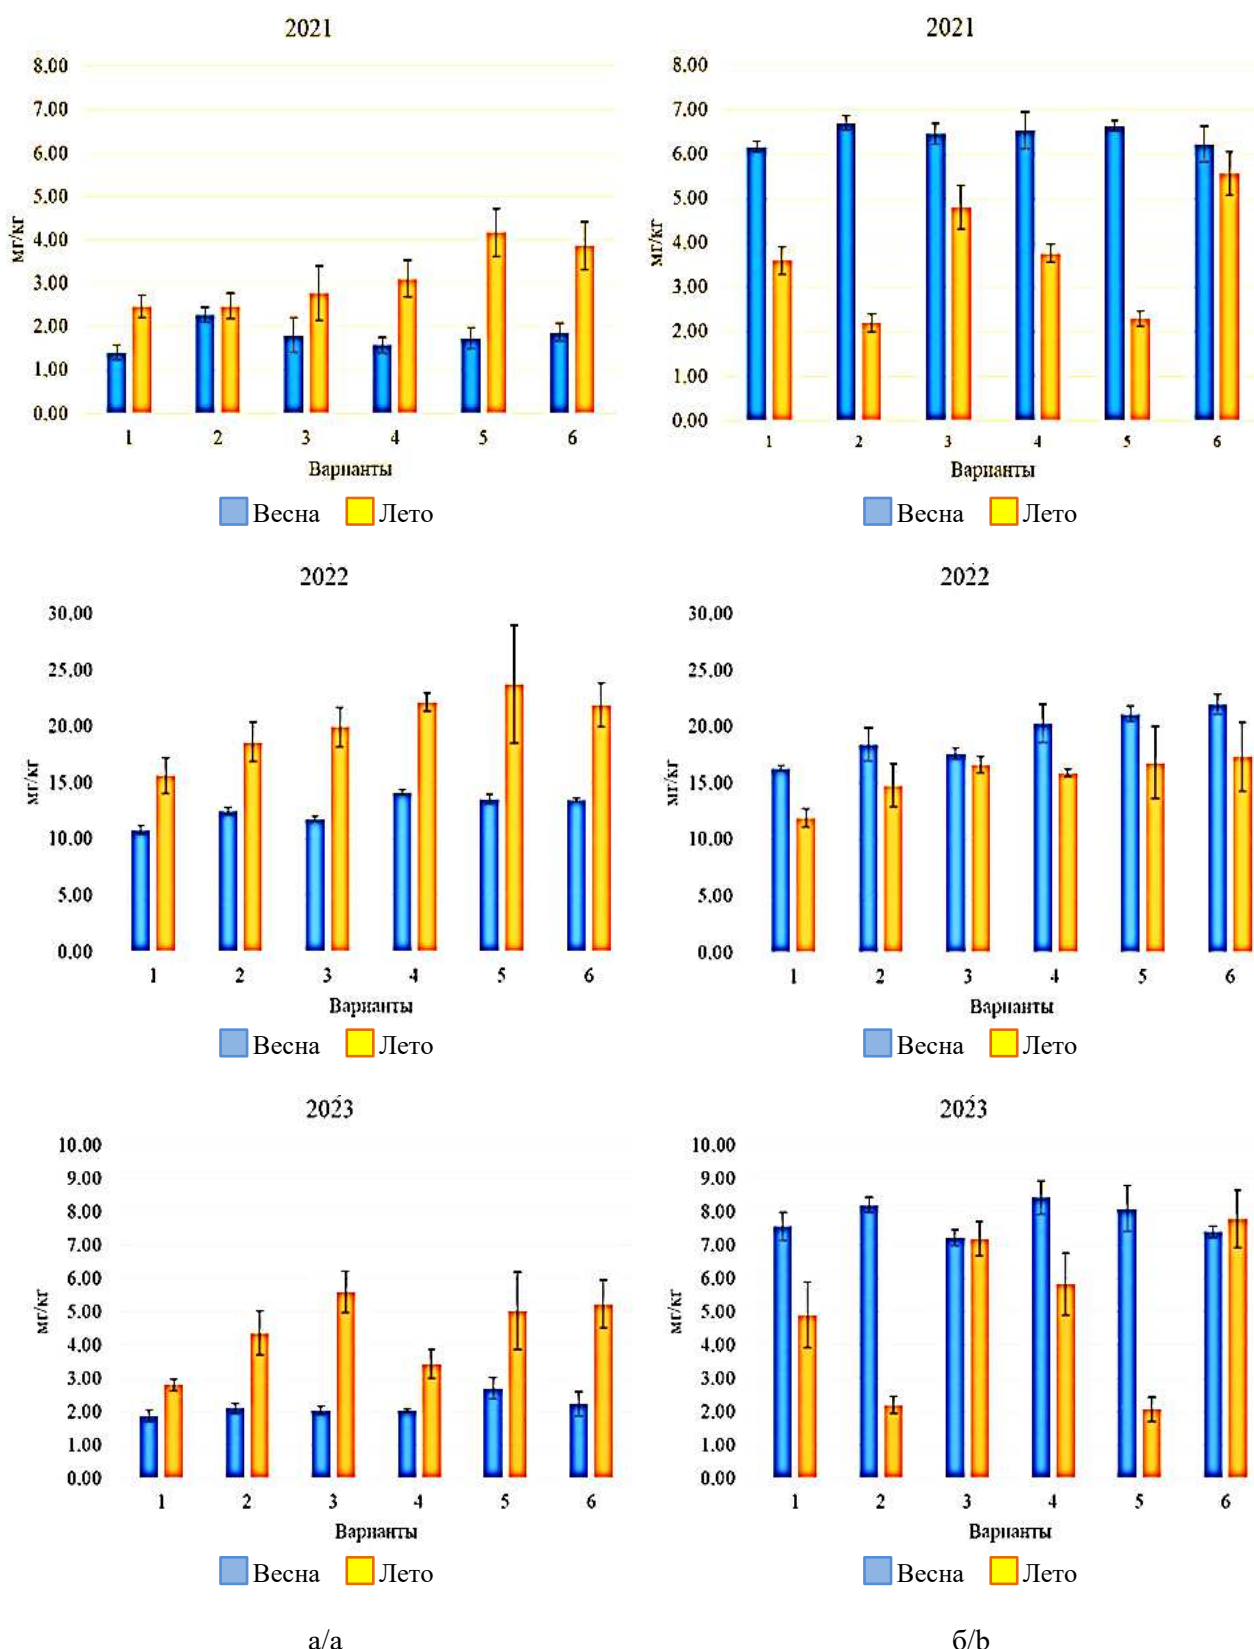 2021
8,00
7,00
6,00
5,00
4,00
3,00
2,00
1,00
0,00
мг/кг
1 2 3 4 5 6
Варианты
Весна Лето
2021
8,00
7,00
6,00
5,00
4,00
3,00
2,00
1,00
0,00
мг/кг
1 2 3 4 5 6
Варианты
Весна Лето
2022
30,00
25,00
20,00
15,00
10,00
5,00
0,00
мг/кг
1 2 3 4 5 6
Варианты
Весна Лето
2022
30,00
25,00
20,00
15,00
10,00
5,00
0,00
мг/кг
1 2 3 4 5 6
Варианты
Весна Лето
2023
10,00
9,00
8,00
7,00
6,00
5,00
4,00
3,00
2,00
1,00
0,00
мг/кг
1 2 3 4 5 6
Варианты
Весна Лето
2023
10,00
9,00
8,00
7,00
6,00
5,00
4,00
3,00
2,00
1,00
0,00
мг/кг
1 2 3 4 5 6
Варианты
Весна Лето
а/a б/b